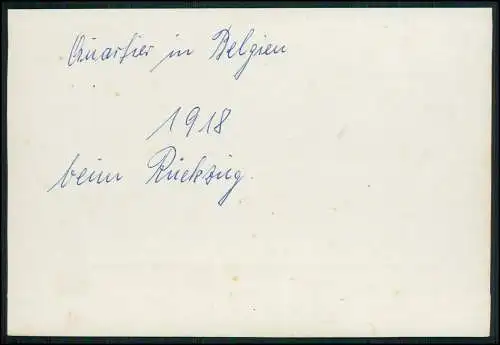 Quartier in Belgien
1918
beim Rückzug.